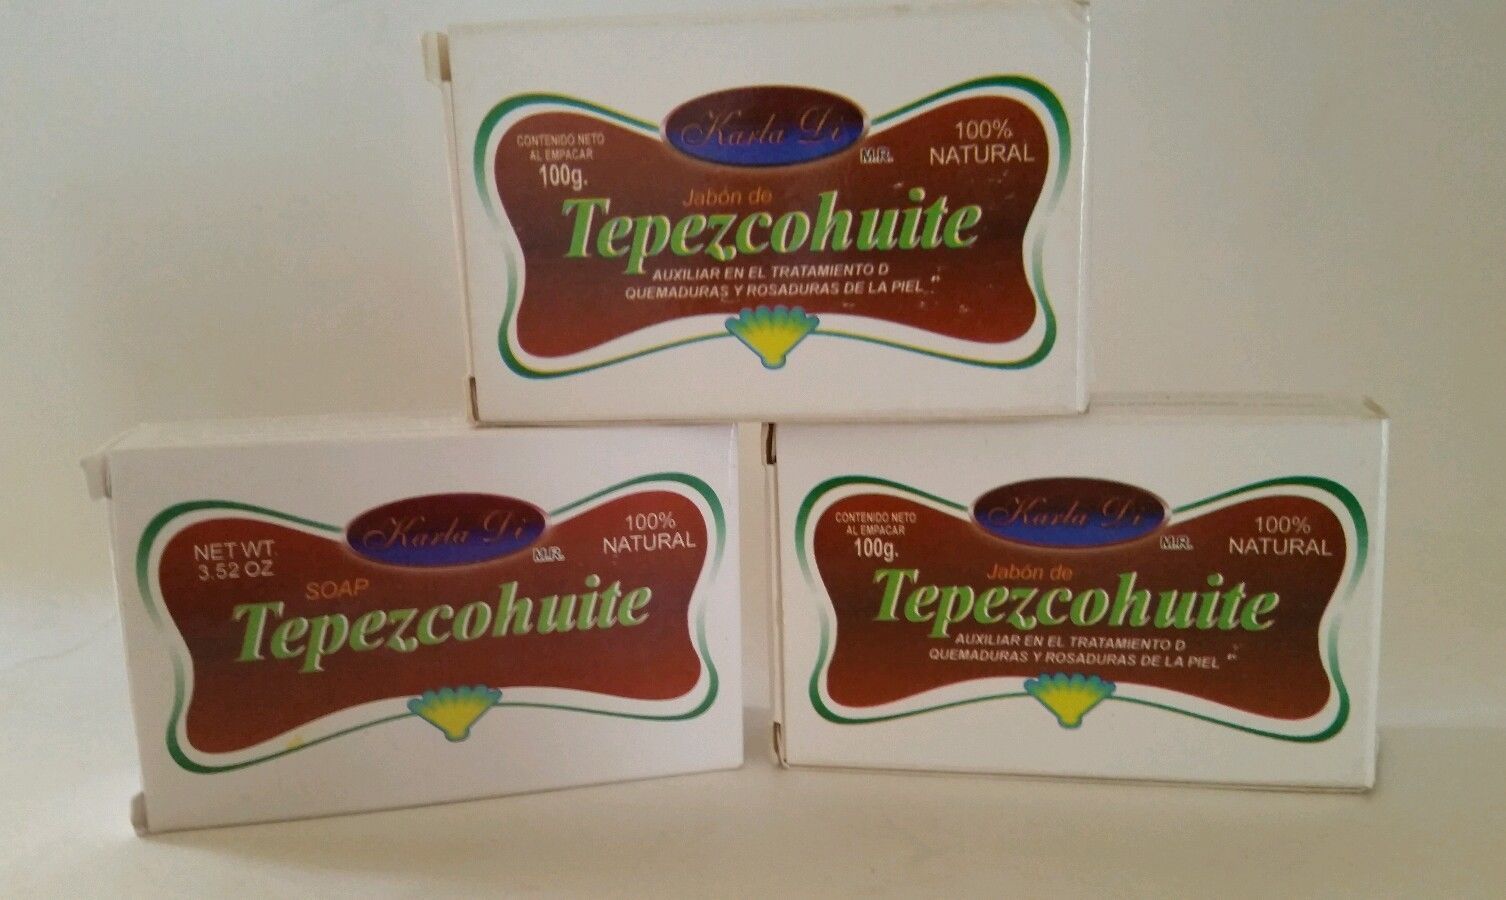 Karla Di
M.R.
CONTENIDO NETO
AL EMPACAR
100g.
100%
NATURAL
Jabón de
Tepezcohuite
AUXILIAR EN EL TRATAMIENTO D
QUEMADURAS Y ROSADURAS DE LA PIEL
Karla Di
M.R.
NET WT.
3.52 OZ
100%
NATURAL
SOAP
Tepezcohuite
Karla Di
M.R.
CONTENIDO NETO
AL EMPACAR
100g.
100%
NATURAL
Jabón de
Tepezcohuite
AUXILIAR EN EL TRATAMIENTO D
QUEMADURAS Y ROSADURAS DE LA PIEL